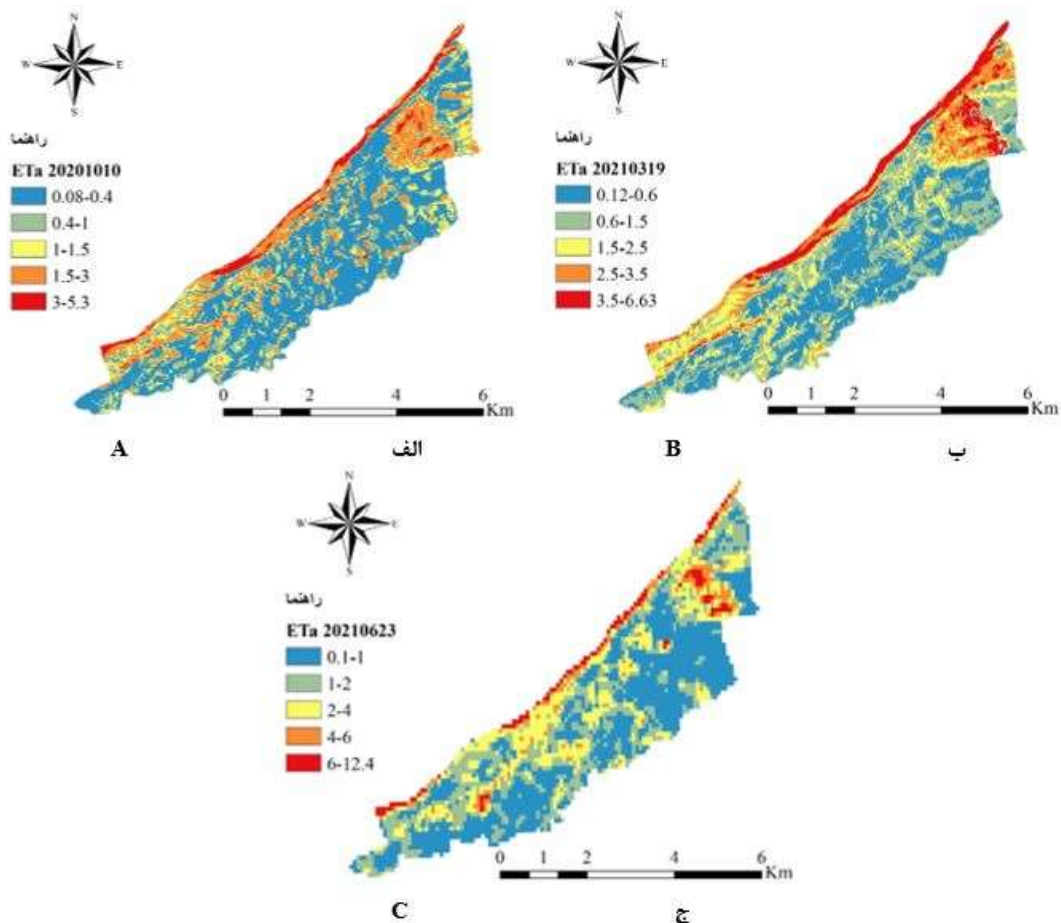 N
W E
S
راهنما
ETa 20201010
0.08-0.4
0.4-1
1-1.5
1.5-3
3-5.3
0 1 2 4 6
Km
A الف
N
W E
S
راهنما
ETa 20210319
0.12-0.6
0.6-1.5
1.5-2.5
2.5-3.5
3.5-6.63
0 1 2 4 6
Km
B ب
N
W E
S
راهنما
ETa 20210623
0.1-1
1-2
2-4
4-6
6-12.4
0 1 2 4 6
Km
C ج